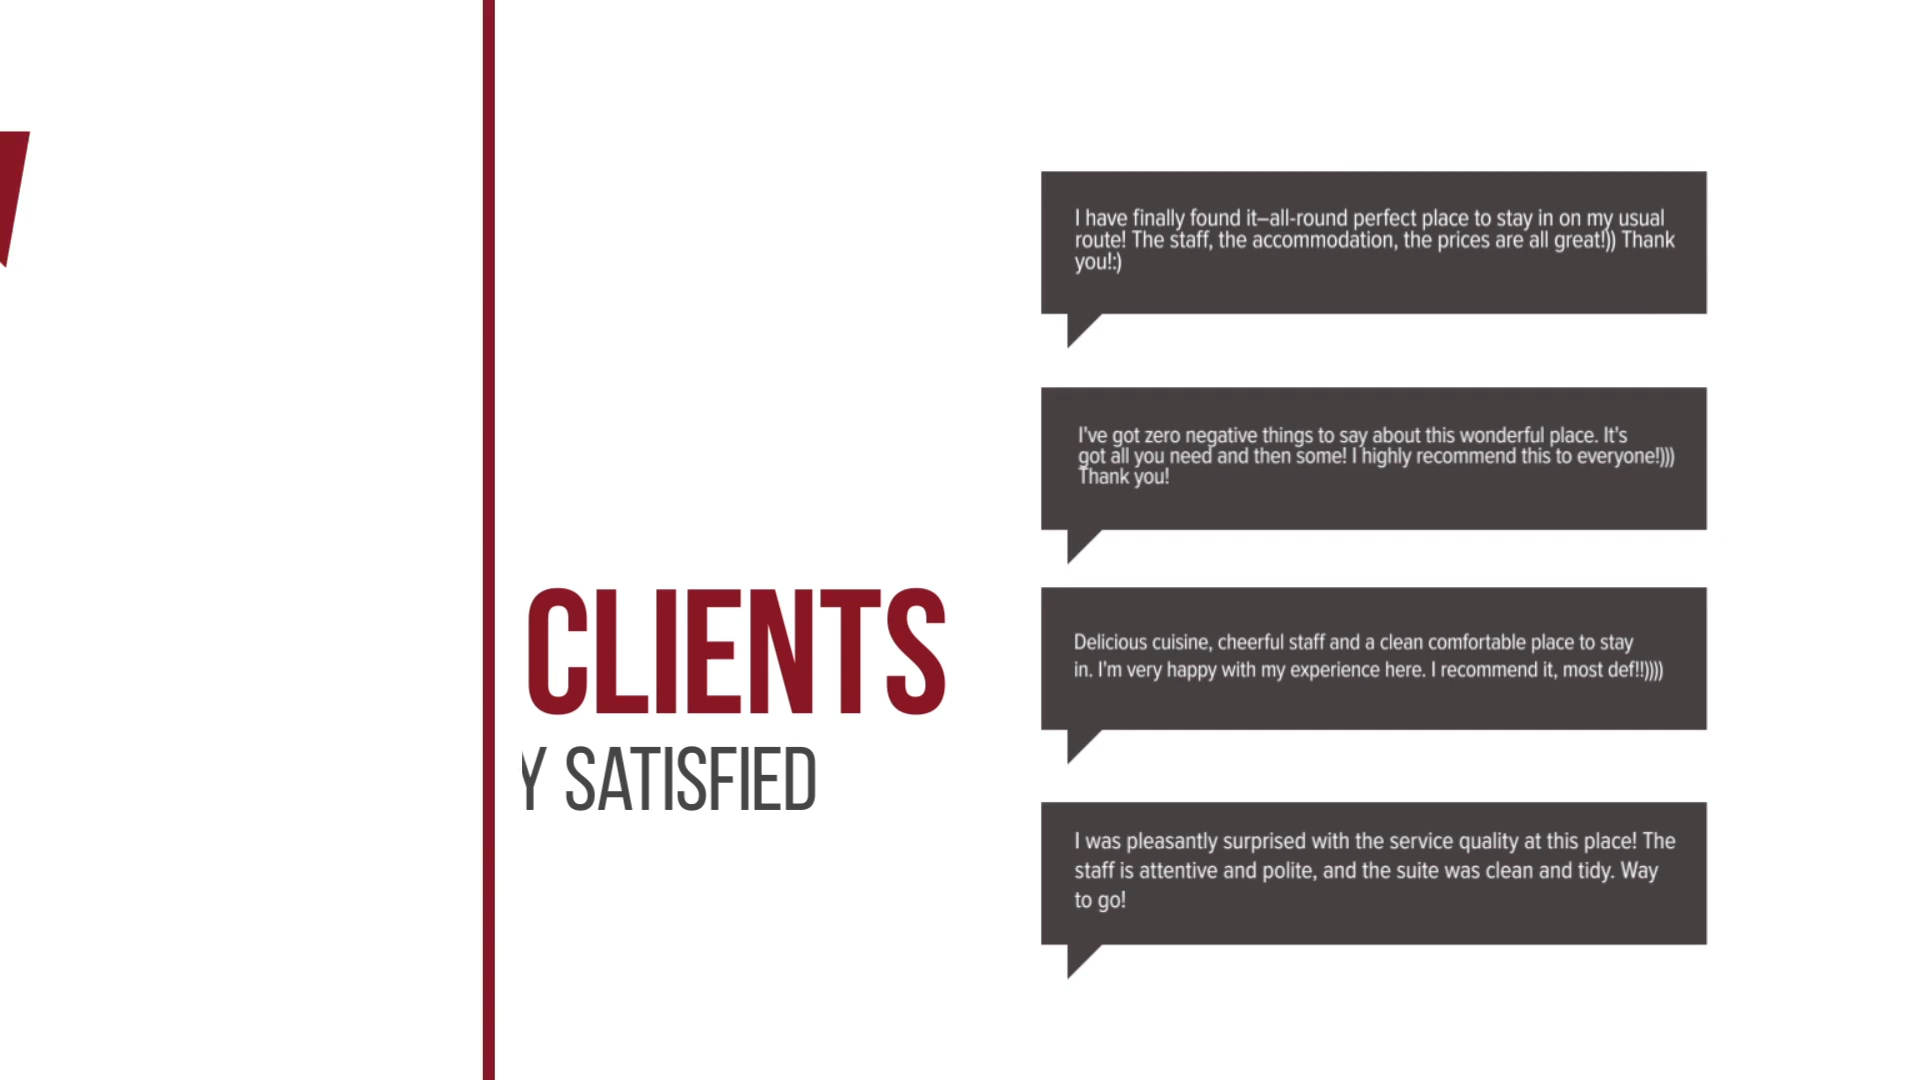 CLIENTS
Y SATISFIED
I have finally found it–all-round perfect place to stay in on my usual
route! The staff, the accommodation, the prices are all great!)) Thank
you!:)
I've got zero negative things to say about this wonderful place. It's
got all you need and then some! I highly recommend this to everyone!)))
Thank you!
Delicious cuisine, cheerful staff and a clean comfortable place to stay
in. I'm very happy with my experience here. I recommend it, most def!!))))
I was pleasantly surprised with the service quality at this place! The
staff is attentive and polite, and the suite was clean and tidy. Way
to go!